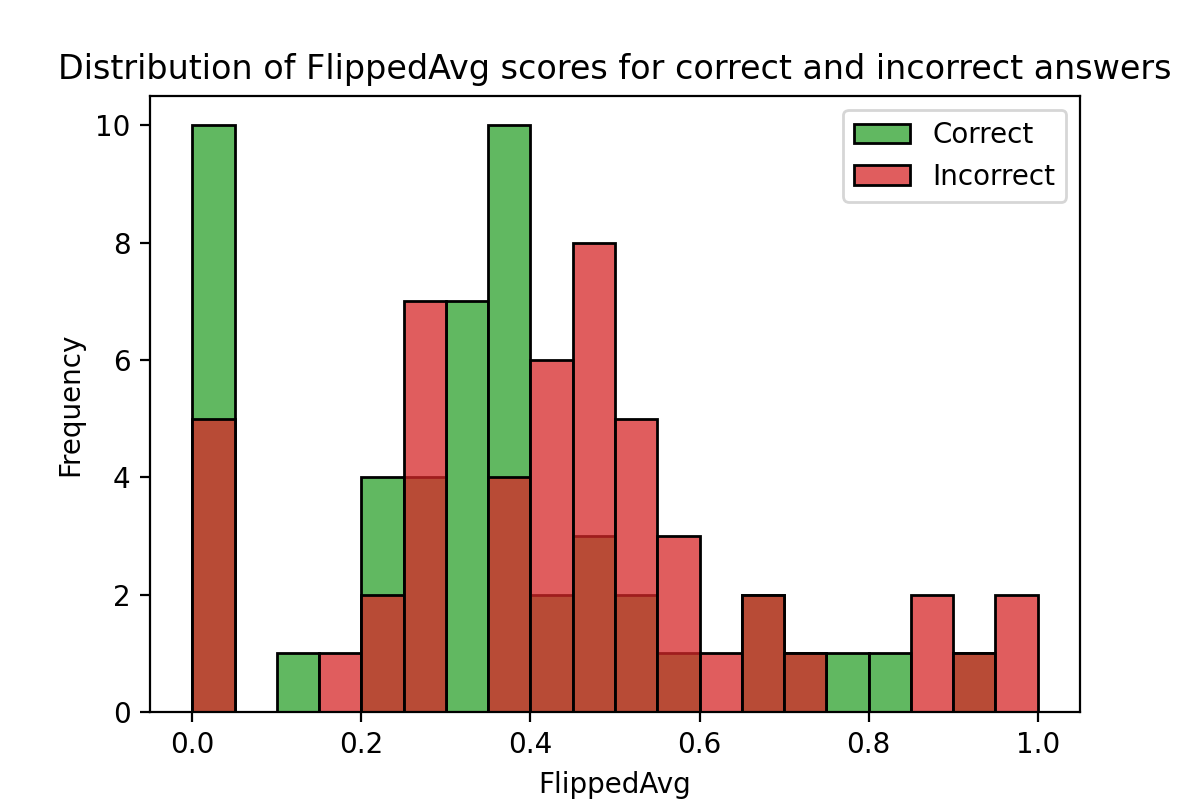 Distribution of FlippedAvg scores for correct and incorrect answers
Correct
Incorrect
10
8
6
4
2
0
Frequency
0.0 0.2 0.4 0.6 0.8 1.0
FlippedAvg